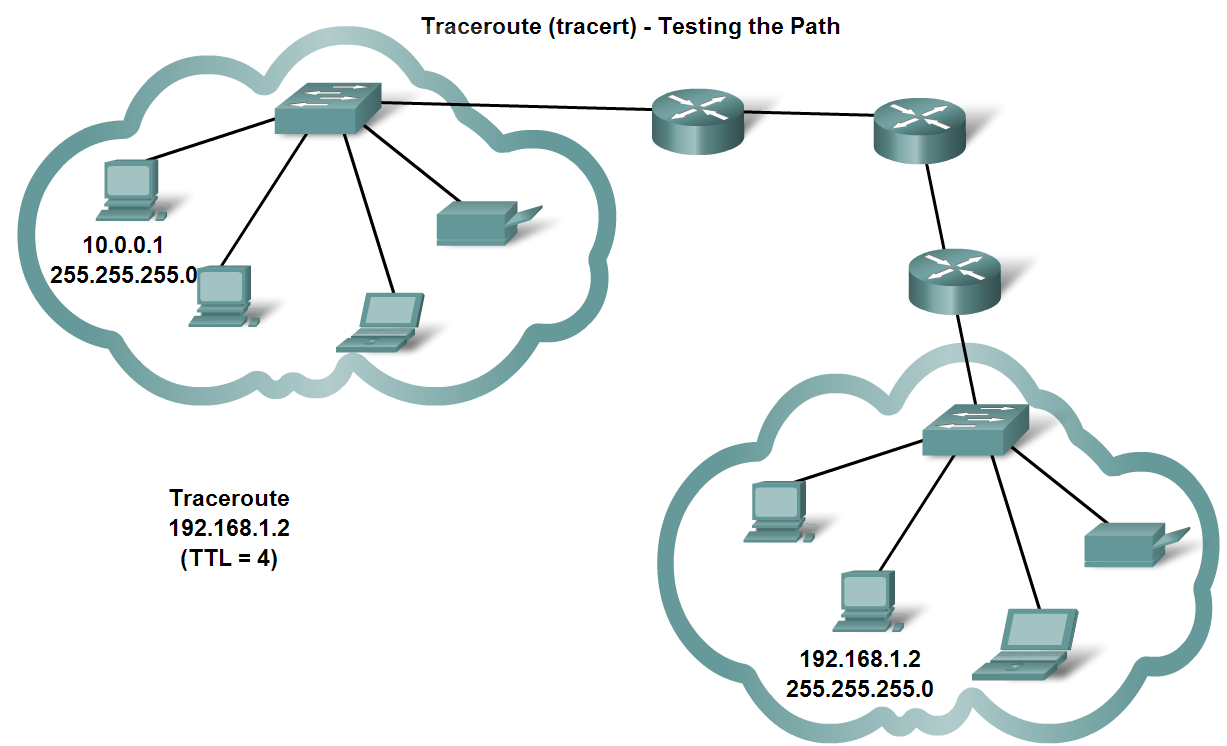 Traceroute (tracert) - Testing the Path
10.0.0.1
255.255.255.0
Traceroute
192.168.1.2
(TTL = 4)
192.168.1.2
255.255.255.0